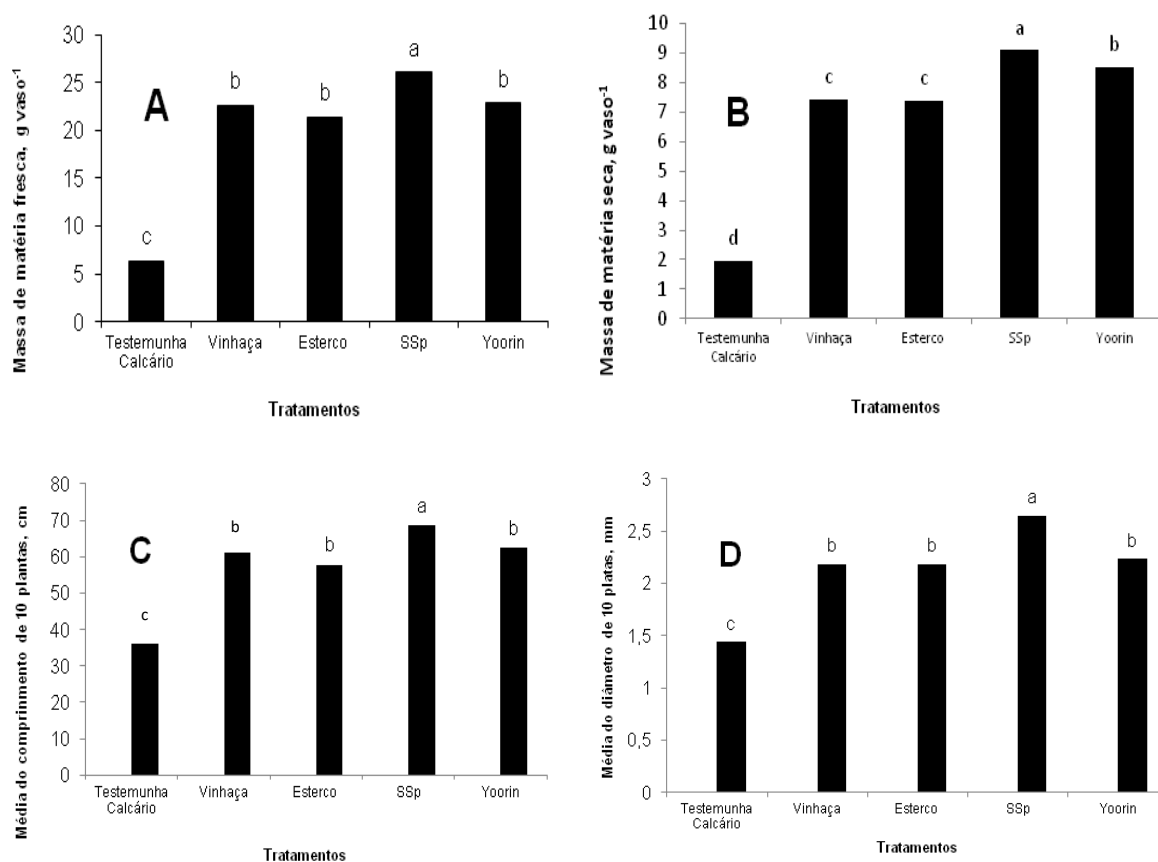 Massa de matéria fresca, g vaso-1
30
25
20
15
10
5
0
A
c
b
b
a
b
Testemunha Calcário
Vinhaça
Esterco
SSp
Yoorin
Tratamentos
Massa de matéria seca, g vaso-1
10
9
8
7
6
5
4
3
2
1
0
B
d
c
c
a
b
Testemunha Calcário
Vinhaça
Esterco
SSp
Yoorin
Tratamentos
Média do comprinmento de 10 plantas, cm
80
70
60
50
40
30
20
10
0
C
c
b
b
a
b
Testemunha Calcário
Vinhaça
Esterco
SSp
Yoorin
Tratamentos
Média do diâmetro de 10 platas, mm
3
2,5
2
1,5
1
0,5
0
D
c
b
b
a
b
Testemunha Calcário
Vinhaça
Esterco
SSp
Yoorin
Tratamentos